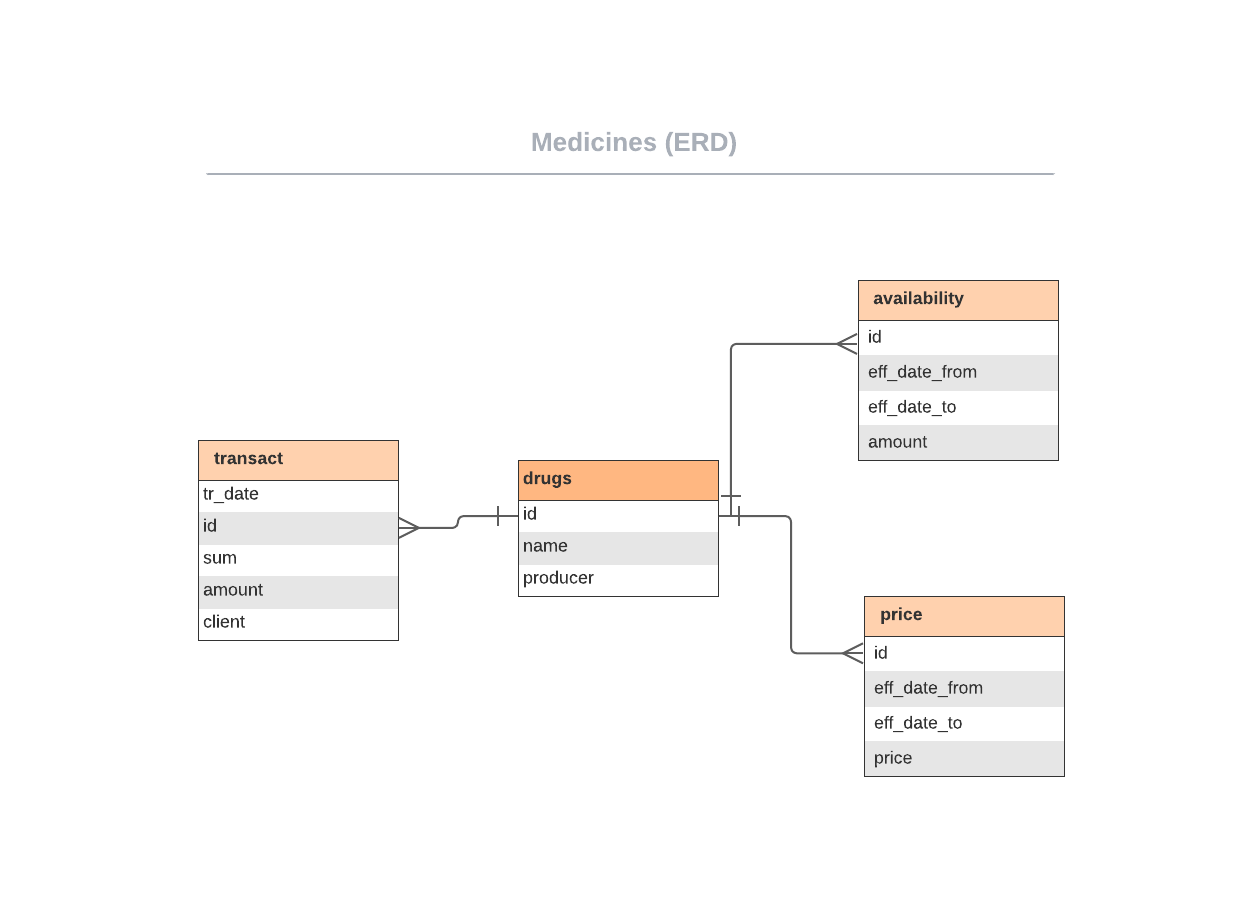 Medicines (ERD)
availability
id
eff_date_from
eff_date_to
amount
transact
tr_date
id
sum
amount
client
drugs
id
name
producer
price
id
eff_date_from
eff_date_to
price